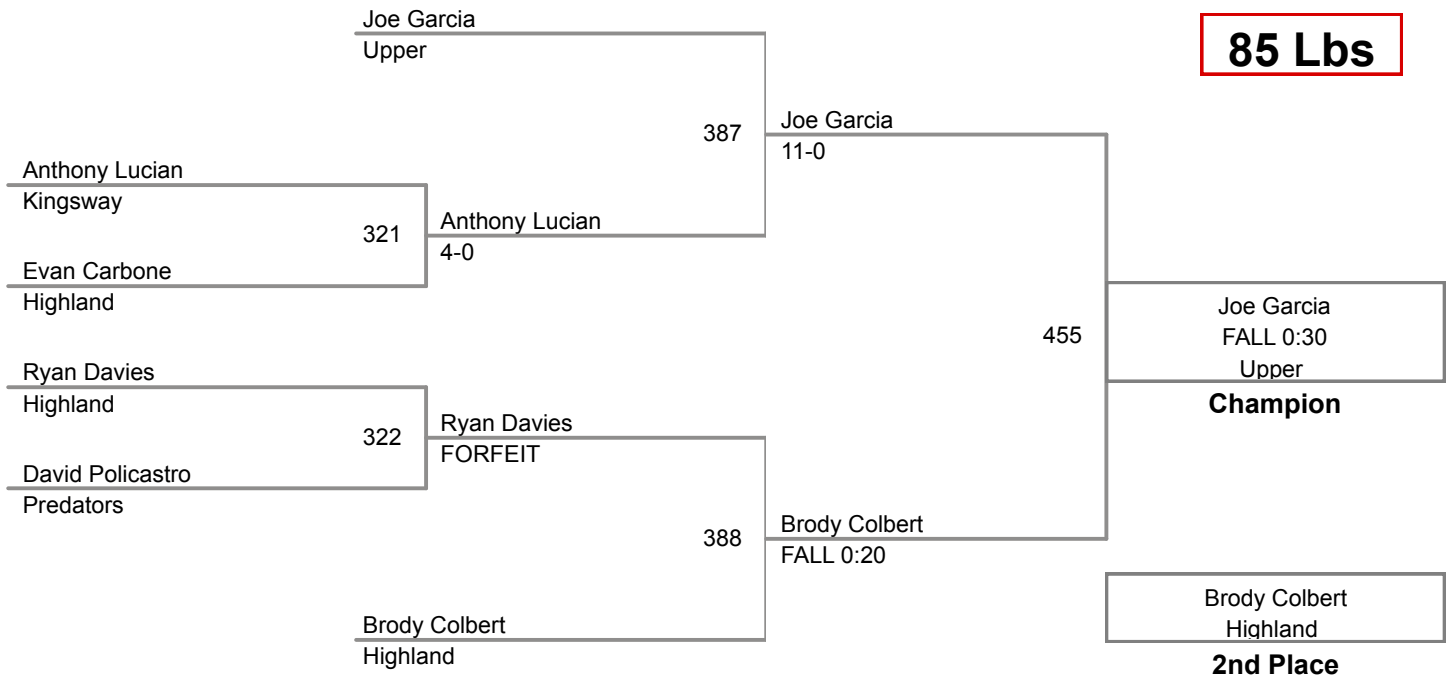 Joe Garcia
Upper
85 Lbs
387
Joe Garcia
11-0
Anthony Lucian
Kingsway
321
Anthony Lucian
4-0
Evan Carbone
Highland
455
Joe Garcia
FALL 0:30
Upper
Champion
Ryan Davies
Highland
322
Ryan Davies
FORFEIT
David Policastro
Predators
388
Brody Colbert
FALL 0:20
Brody Colbert
Highland
Brody Colbert
Highland
2nd Place